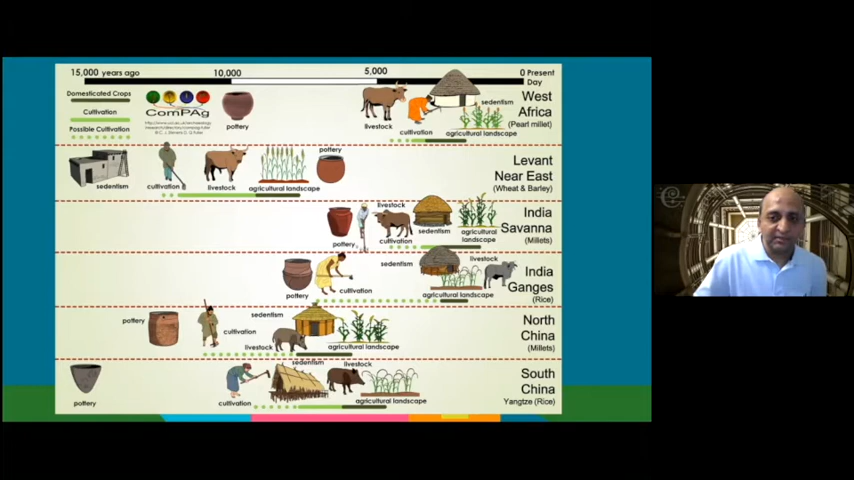 15,000 years ago
10,000
5,000
0 Present
Day
Domesticated Crops
Cultivation
Possible Cultivation
ComPAg
pottery
livestock
cultivation
sedentism
agricultural landscape
West
Africa
(Pearl millet)
sedentism
cultivation
livestock
agricultural landscape
pottery
Levant
Near East
(Wheat & Barley)
pottery
livestock
cultivation
sedentism
agricultural
landscape
India
Savanna
(Millets)
pottery
cultivation
sedentism
livestock
agricultural landscape
India
Ganges
(Rice)
pottery
cultivation
sedentism
livestock
agricultural landscape
North
China
(Millets)
pottery
cultivation
sedentism
livestock
agricultural landscape
South
China
Yangtze (Rice)